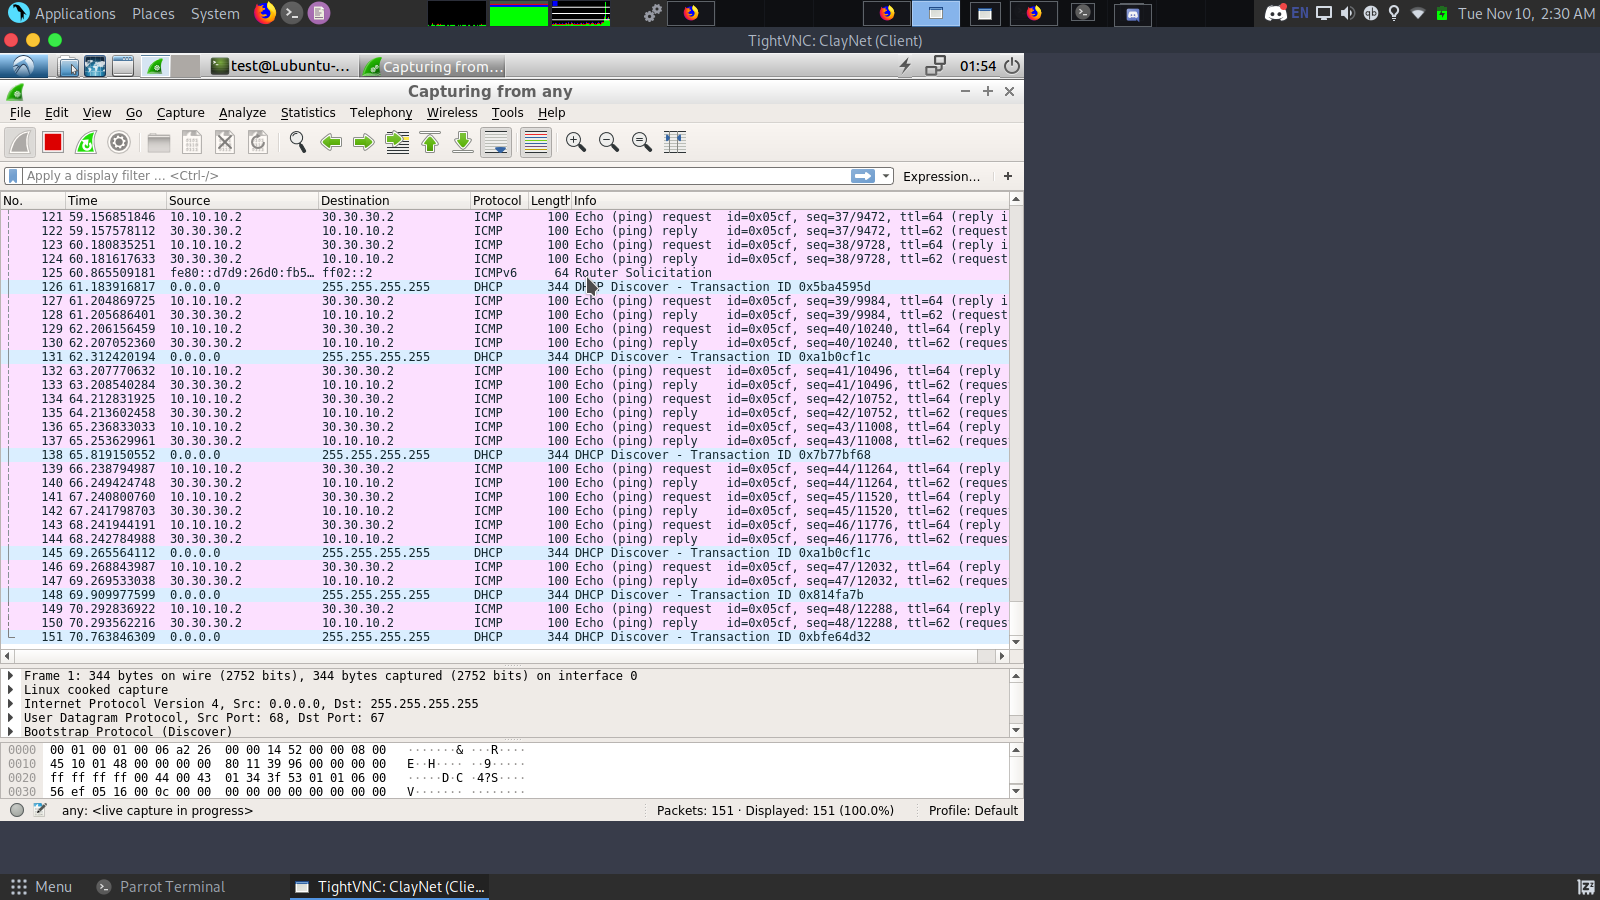 Applications Places System
EN
Tue Nov 10, 2:30 AM
TightVNC: ClayNet (Client)
test@Lubuntu-...
Capturing from...
01:54
Capturing from any
File Edit View Go Capture Analyze Statistics Telephony Wireless Tools Help
Apply a display filter ... <Ctrl-/>
Expression... +
No. Time Source Destination Protocol Length Info
121 59.156851846 10.10.10.2 30.30.30.2 ICMP 100 Echo (ping) request id=0x05cf, seq=37/9472, ttl=64 (reply i
122 59.157578112 30.30.30.2 10.10.10.2 ICMP 100 Echo (ping) reply id=0x05cf, seq=37/9472, ttl=62 (request
123 60.180835251 10.10.10.2 30.30.30.2 ICMP 100 Echo (ping) request id=0x05cf, seq=38/9728, ttl=64 (reply i
124 60.181617633 30.30.30.2 10.10.10.2 ICMP 100 Echo (ping) reply id=0x05cf, seq=38/9728, ttl=62 (request
125 60.865509181 fe80::d7d9:26d0:fb5… ff02::2 ICMPv6 64 Router Solicitation
126 61.183916817 0.0.0.0 255.255.255.255 DHCP 344 DHCP Discover - Transaction ID 0x5ba4595d
127 61.204869725 10.10.10.2 30.30.30.2 ICMP 100 Echo (ping) request id=0x05cf, seq=39/9984, ttl=64 (reply i
128 61.205686401 30.30.30.2 10.10.10.2 ICMP 100 Echo (ping) reply id=0x05cf, seq=39/9984, ttl=62 (request
129 62.206156459 10.10.10.2 30.30.30.2 ICMP 100 Echo (ping) request id=0x05cf, seq=40/10240, ttl=64 (reply
130 62.207052360 30.30.30.2 10.10.10.2 ICMP 100 Echo (ping) reply id=0x05cf, seq=40/10240, ttl=62 (reques
131 62.312420194 0.0.0.0 255.255.255.255 DHCP 344 DHCP Discover - Transaction ID 0xa1b0cf1c
132 63.207770632 10.10.10.2 30.30.30.2 ICMP 100 Echo (ping) request id=0x05cf, seq=41/10496, ttl=64 (reply
133 63.208540284 30.30.30.2 10.10.10.2 ICMP 100 Echo (ping) reply id=0x05cf, seq=41/10496, ttl=62 (reques
134 64.212831925 10.10.10.2 30.30.30.2 ICMP 100 Echo (ping) request id=0x05cf, seq=42/10752, ttl=64 (reply
135 64.213602458 30.30.30.2 10.10.10.2 ICMP 100 Echo (ping) reply id=0x05cf, seq=42/10752, ttl=62 (reques
136 65.236833033 10.10.10.2 30.30.30.2 ICMP 100 Echo (ping) request id=0x05cf, seq=43/11008, ttl=64 (reply
137 65.253629961 30.30.30.2 10.10.10.2 ICMP 100 Echo (ping) reply id=0x05cf, seq=43/11008, ttl=62 (reques
138 65.819150552 0.0.0.0 255.255.255.255 DHCP 344 DHCP Discover - Transaction ID 0x7b77bf68
139 66.238794987 10.10.10.2 30.30.30.2 ICMP 100 Echo (ping) request id=0x05cf, seq=44/11264, ttl=64 (reply
140 66.249424748 30.30.30.2 10.10.10.2 ICMP 100 Echo (ping) reply id=0x05cf, seq=44/11264, ttl=62 (reques
141 67.240800760 10.10.10.2 30.30.30.2 ICMP 100 Echo (ping) request id=0x05cf, seq=45/11520, ttl=64 (reply
142 67.241798703 30.30.30.2 10.10.10.2 ICMP 100 Echo (ping) reply id=0x05cf, seq=45/11520, ttl=62 (reques
143 68.241944191 10.10.10.2 30.30.30.2 ICMP 100 Echo (ping) request id=0x05cf, seq=46/11776, ttl=64 (reply
144 68.242784988 30.30.30.2 10.10.10.2 ICMP 100 Echo (ping) reply id=0x05cf, seq=46/11776, ttl=62 (reques
145 69.265564112 0.0.0.0 255.255.255.255 DHCP 344 DHCP Discover - Transaction ID 0xa1b0cf1c
146 69.268843987 10.10.10.2 30.30.30.2 ICMP 100 Echo (ping) request id=0x05cf, seq=47/12032, ttl=64 (reply
147 69.269533038 30.30.30.2 10.10.10.2 ICMP 100 Echo (ping) reply id=0x05cf, seq=47/12032, ttl=62 (reques
148 69.909977599 0.0.0.0 255.255.255.255 DHCP 344 DHCP Discover - Transaction ID 0x814fa7b
149 70.292836922 10.10.10.2 30.30.30.2 ICMP 100 Echo (ping) request id=0x05cf, seq=48/12288, ttl=64 (reply
150 70.293562216 30.30.30.2 10.10.10.2 ICMP 100 Echo (ping) reply id=0x05cf, seq=48/12288, ttl=62 (reques
151 70.763846309 0.0.0.0 255.255.255.255 DHCP 344 DHCP Discover - Transaction ID 0xbfe64d32
Frame 1: 344 bytes on wire (2752 bits), 344 bytes captured (2752 bits) on interface 0
Linux cooked capture
Internet Protocol Version 4, Src: 0.0.0.0, Dst: 255.255.255.255
User Datagram Protocol, Src Port: 68, Dst Port: 67
Bootstrap Protocol (Discover)
0000 00 01 00 01 00 06 a2 26 00 00 14 52 00 00 08 00 ·······& ···R····
0010 45 10 01 48 00 00 00 00 80 11 39 96 00 00 00 00 E··H···· ··9·····
0020 ff ff ff ff 00 44 00 43 01 34 3f 53 01 01 06 00 ·····D·C ·4?S····
0030 56 ef 05 16 00 0c 00 00 00 00 00 00 00 00 00 00 V······· ········
any: <live capture in progress>
Packets: 151 · Displayed: 151 (100.0%)
Profile: Default
Menu
Parrot Terminal
TightVNC: ClayNet (Clie...